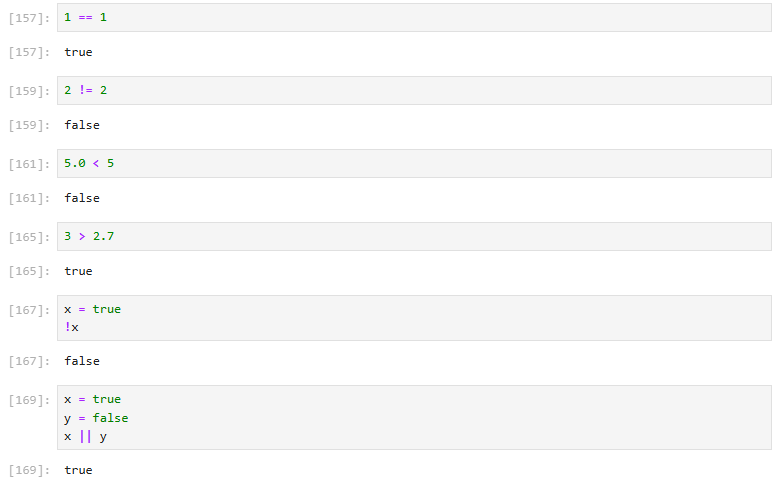 [157]: 1 == 1
[157]: true
[159]: 2 != 2
[159]: false
[161]: 5.0 < 5
[161]: false
[165]: 3 > 2.7
[165]: true
[167]: x = true
!x
[167]: false
[169]: x = true
y = false
x || y
[169]: true